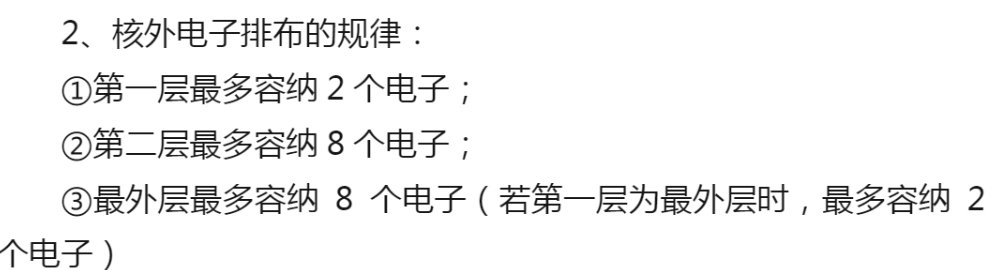 2、核外电子排布的规律：
①第一层最多容纳 2 个电子；
②第二层最多容纳 8 个电子；
③最外层最多容纳 8 个电子（若第一层为最外层时，最多容纳 2
个电子）